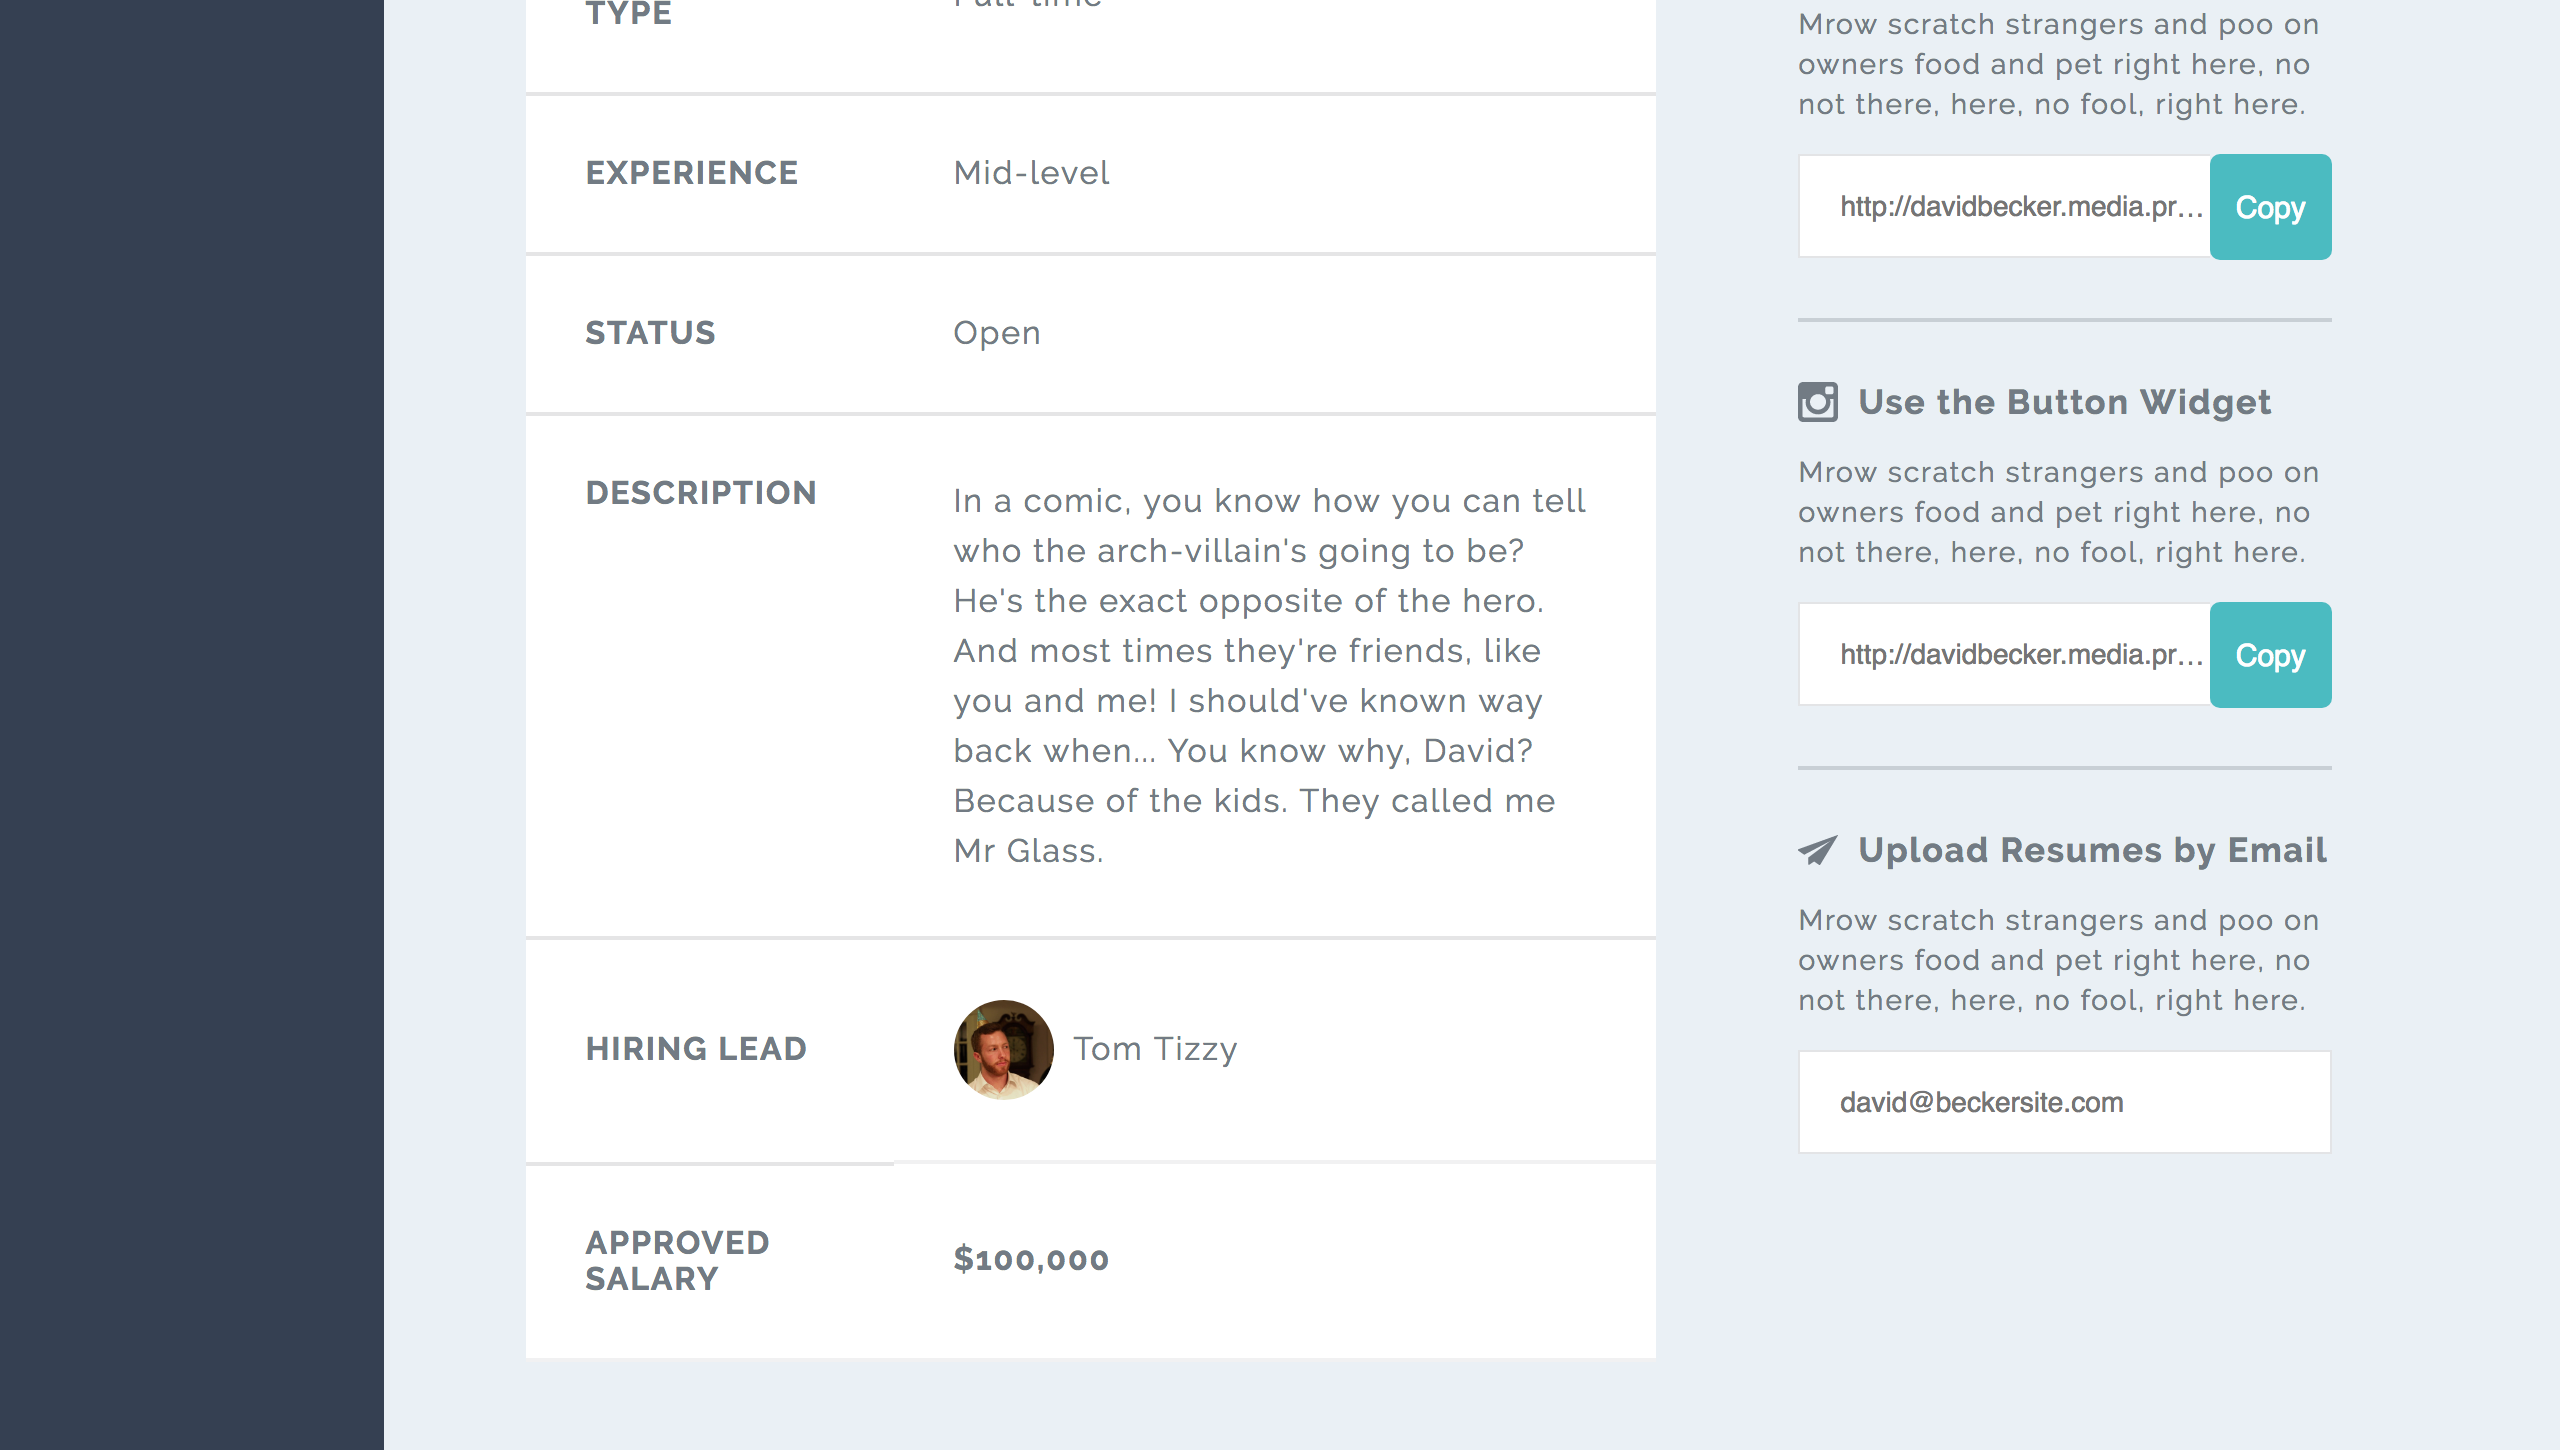 TYPE
Full-time
EXPERIENCE
Mid-level
STATUS
Open
DESCRIPTION
In a comic, you know how you can tell
who the arch-villain's going to be?
He's the exact opposite of the hero.
And most times they're friends, like
you and me! I should've known way
back when... You know why, David?
Because of the kids. They called me
Mr Glass.
HIRING LEAD
Tom Tizzy
APPROVED
SALARY
$100,000
Mrow scratch strangers and poo on
owners food and pet right here, no
not there, here, no fool, right here.
http://davidbecker.media.pr...
Copy
Use the Button Widget
Mrow scratch strangers and poo on
owners food and pet right here, no
not there, here, no fool, right here.
http://davidbecker.media.pr...
Copy
Upload Resumes by Email
Mrow scratch strangers and poo on
owners food and pet right here, no
not there, here, no fool, right here.
david@beckersite.com